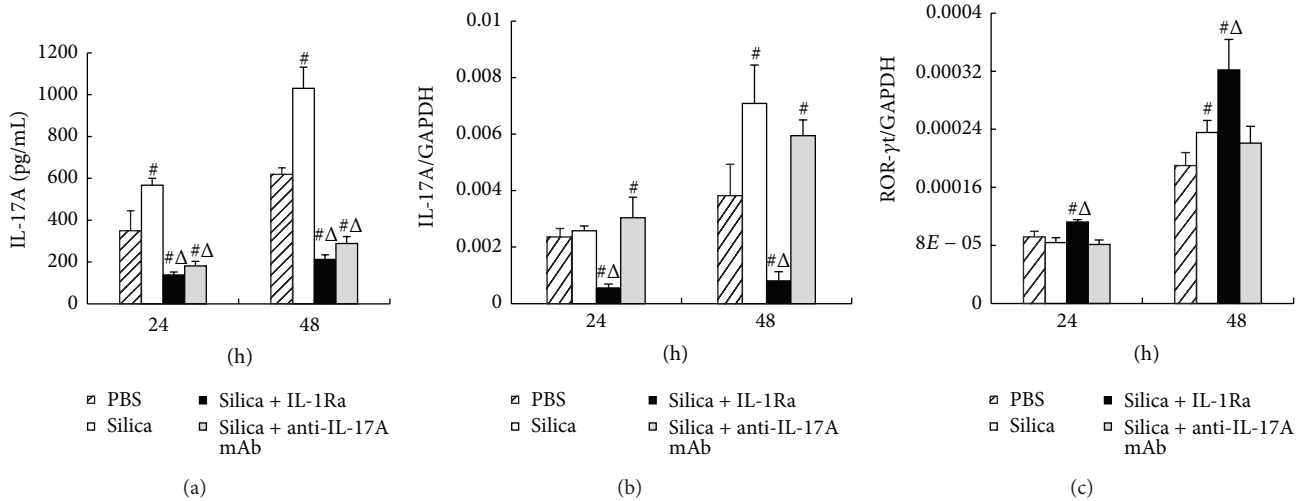 IL-17A (pg/mL)
1200
1000
800
600
400
200
0
#
#Δ
#Δ
#
#Δ
#Δ
24
48
(h)
PBS
Silica
Silica + IL-1Ra
Silica + anti-IL-17A
mAb
(a)
IL-17A/GAPDH
0.01
0.008
0.006
0.004
0.002
0
#Δ
#
#
#Δ
#
24
48
(h)
PBS
Silica
Silica + IL-1Ra
Silica + anti-IL-17A
mAb
(b)
ROR-γt/GAPDH
0.0004
0.00032
0.00024
0.00016
8E − 05
0
#Δ
#
#Δ
24
48
(h)
PBS
Silica
Silica + IL-1Ra
Silica + anti-IL-17A
mAb
(c)